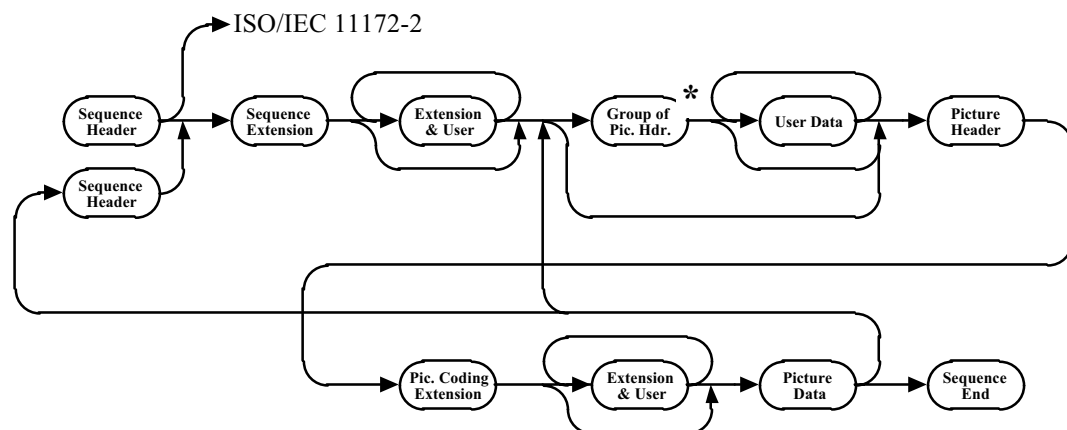 ISO/IEC 11172-2
Sequence
Header
Sequence
Extension
Extension
& User
Group of
Pic. Hdr.
*
User Data
Picture
Header
Sequence
Header
Pic. Coding
Extension
Extension
& User
Picture
Data
Sequence
End